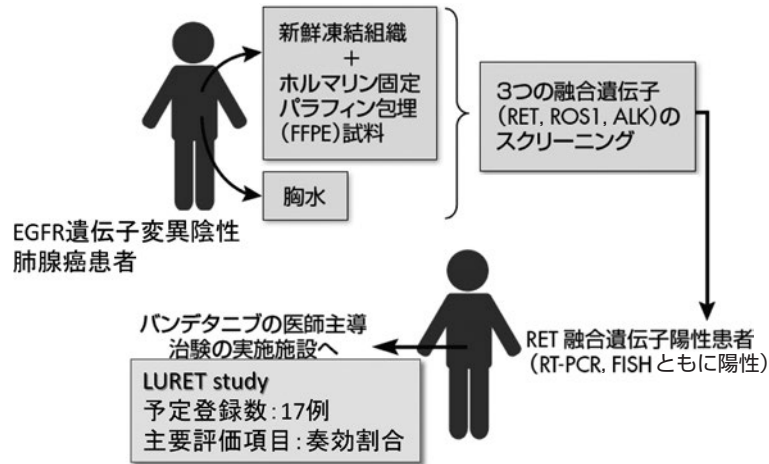 新鮮凍結組織
+
ホルマリン固定
パラフィン包埋
(FFPE)試料
胸水
EGFR遺伝子変異陰性
肺腺癌患者
3つの融合遺伝子
(RET, ROS1, ALK)の
スクリーニング
RET 融合遺伝子陽性患者
(RT-PCR, FISH ともに陽性)
バンデタニブの医師主導
治験の実施施設へ
LURET study
予定登録数:17例
主要評価項目:奏効割合